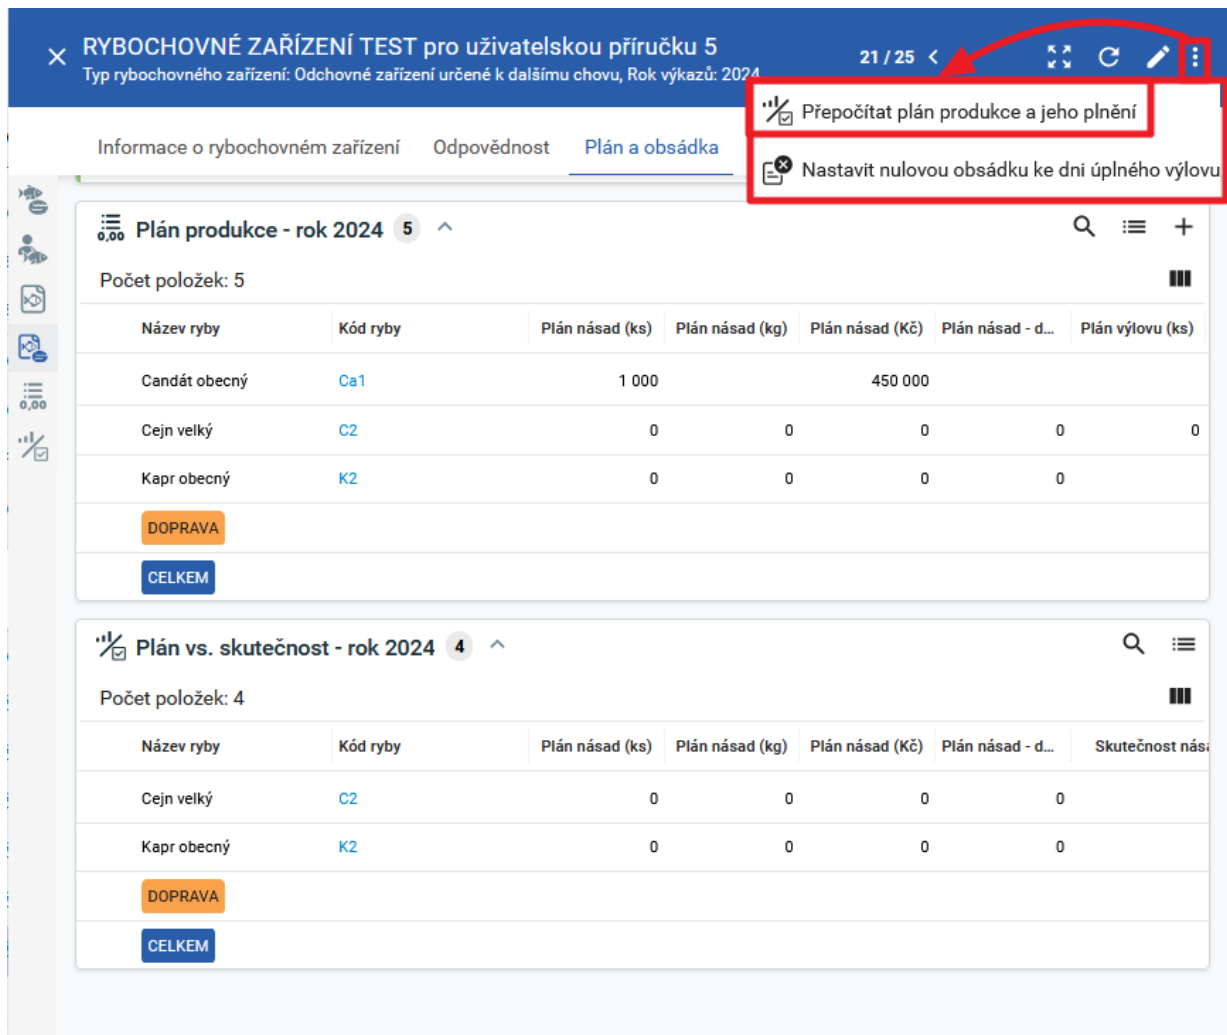 RYBOCHOVNÉ ZAŘÍZENÍ TEST pro uživatelskou příručku 5
Typ rybochovného zařízení: Odchovné zařízení určené k dalšímu chovu, Rok výkazů: 2024
21 / 25
Přepočítat plán produkce a jeho plnění
Nastavit nulovou obsádku ke dni úplného výlovu
Informace o rybochovném zařízení Odpovědnost Plán a obsádka
0,00 Plán produkce - rok 2024 5
Počet položek: 5
Název ryby Kód ryby Plán násad (ks) Plán násad (kg) Plán násad (Kč) Plán násad - d... Plán výlovu (ks)
Candát obecný Ca1 1 000 450 000
0,00
Cejn velký C2 0 0 0 0 0
Kapr obecný K2 0 0 0 0
DOPRAVA
CELKEM
Plán vs. skutečnost - rok 2024 4
Počet položek: 4
Název ryby Kód ryby Plán násad (ks) Plán násad (kg) Plán násad (Kč) Plán násad - d... Skutečnost nása
Cejn velký C2 0 0 0 0
Kapr obecný K2 0 0 0 0
DOPRAVA
CELKEM